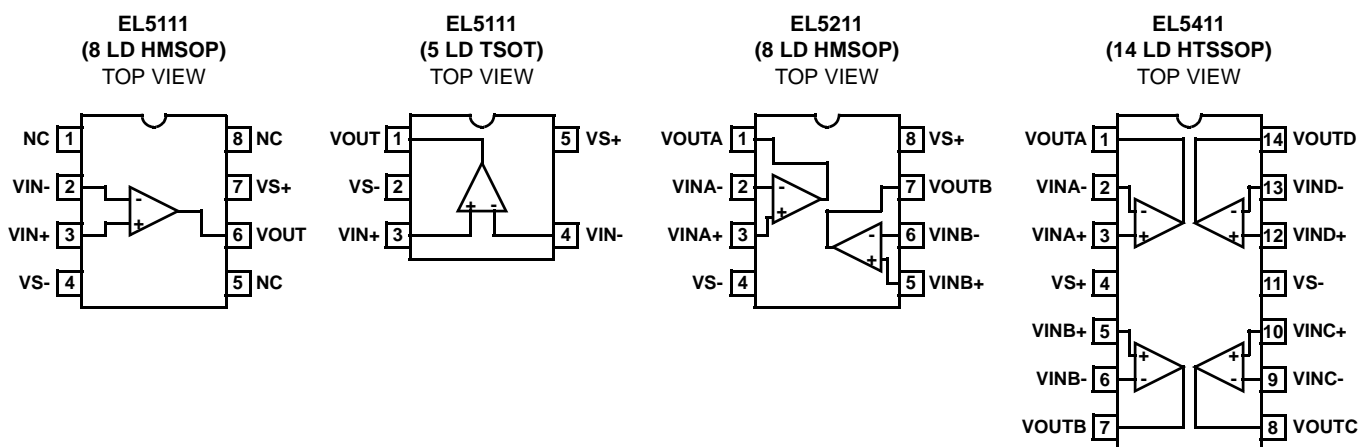 EL5111
(8 LD HMSOP)
TOP VIEW
NC 1
8 NC
VIN- 2
7 VS+
VIN+ 3
6 VOUT
VS- 4
5 NC
-
+
EL5111
(5 LD TSOT)
TOP VIEW
VOUT 1
5 VS+
VS- 2
VIN+ 3
4 VIN-
+ -
EL5211
(8 LD HMSOP)
TOP VIEW
VOUTA 1
8 VS+
VINA- 2
7 VOUTB
VINA+ 3
6 VINB-
VS- 4
5 VINB+
-
+
-
+
EL5411
(14 LD HTSSOP)
TOP VIEW
VOUTA 1
14 VOUTD
VINA- 2
13 VIND-
VINA+ 3
12 VIND+
VS+ 4
11 VS-
VINB+ 5
10 VINC+
VINB- 6
9 VINC-
VOUTB 7
8 VOUTC
- -
+ +
+ +
- -